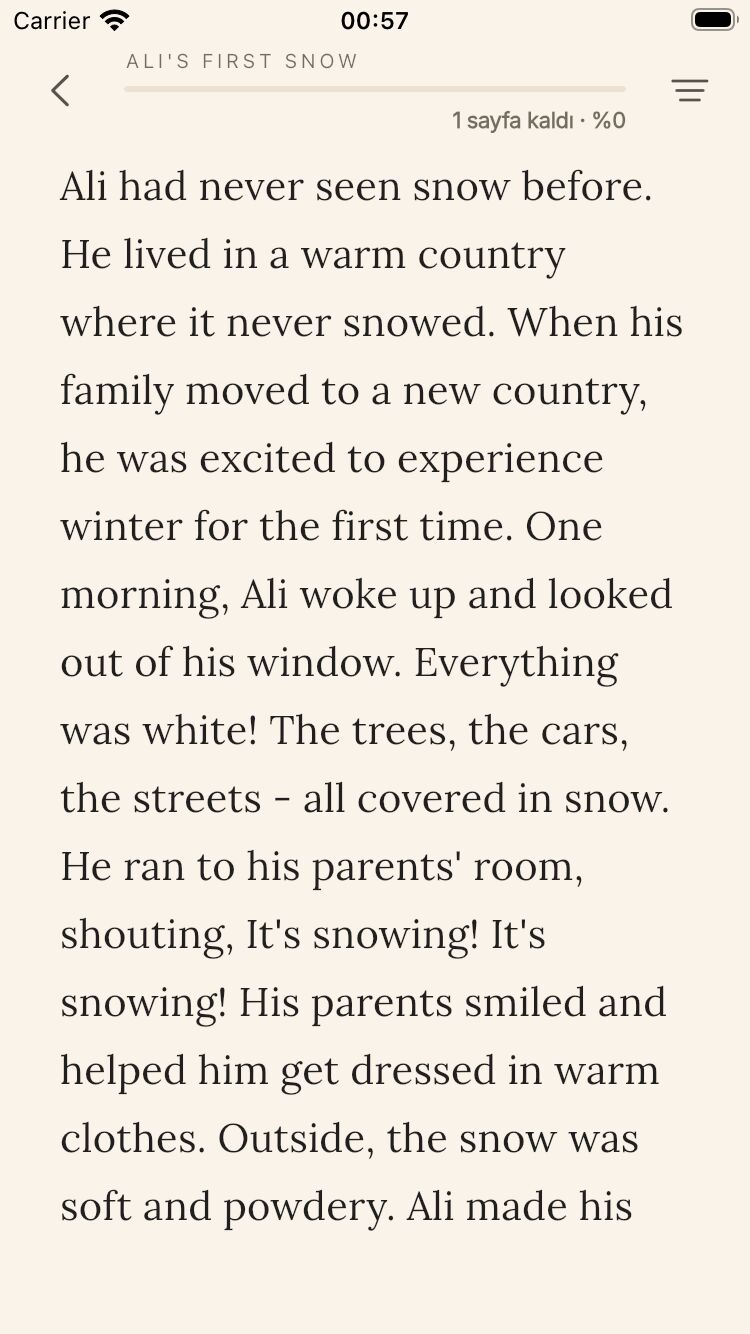 Carrier 00:57
ALI'S FIRST SNOW
1 sayfa kaldı · %0
Ali had never seen snow before.
He lived in a warm country
where it never snowed. When his
family moved to a new country,
he was excited to experience
winter for the first time. One
morning, Ali woke up and looked
out of his window. Everything
was white! The trees, the cars,
the streets - all covered in snow.
He ran to his parents' room,
shouting, It's snowing! It's
snowing! His parents smiled and
helped him get dressed in warm
clothes. Outside, the snow was
soft and powdery. Ali made his